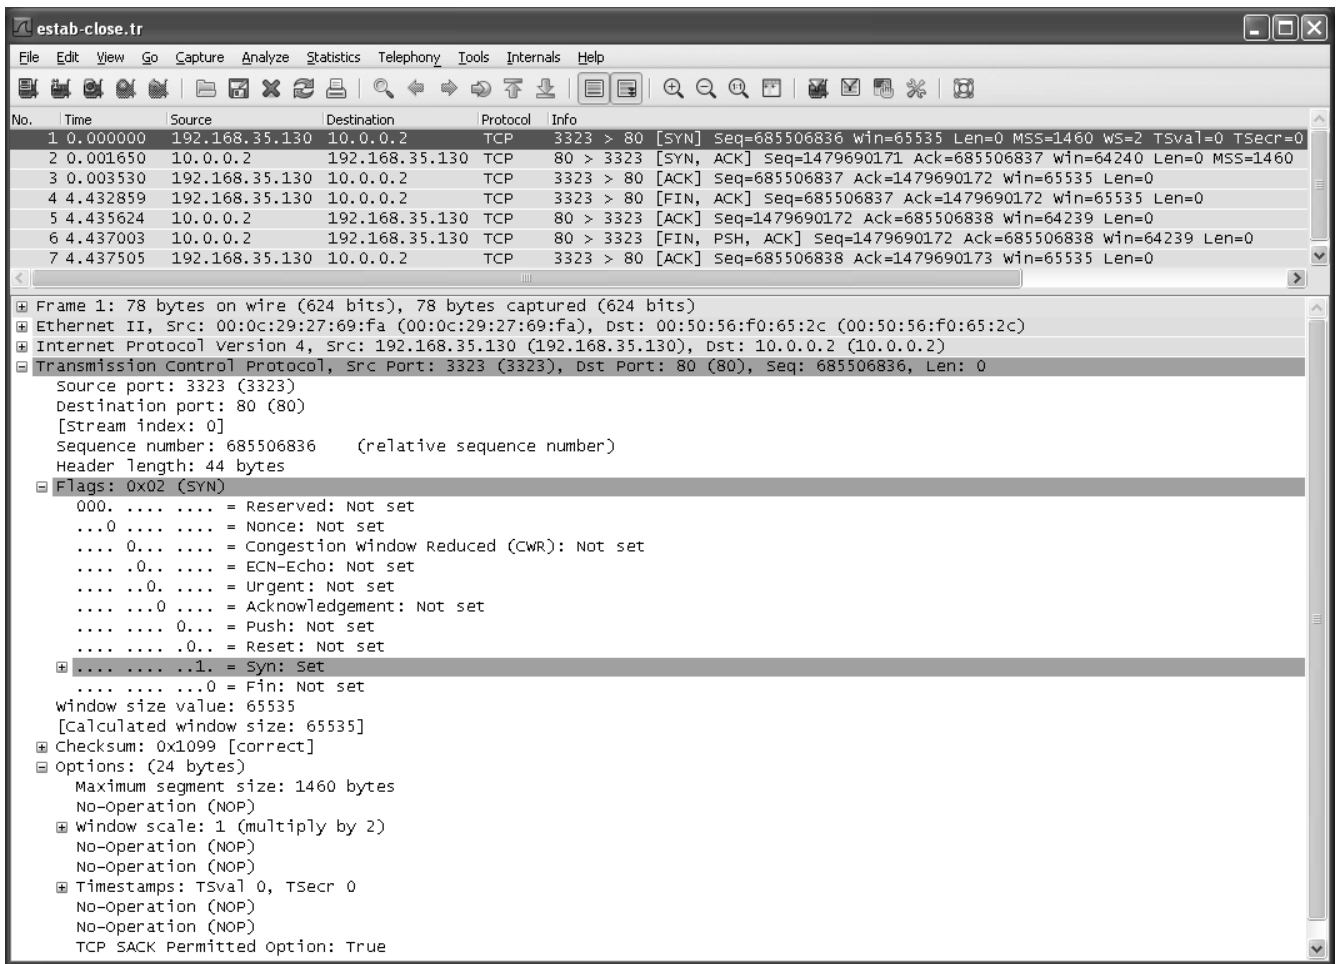 estab-close.tr
File Edit View Go Capture Analyze Statistics Telephony Tools Internals Help
No. Time Source Destination Protocol Info
1 0.000000 192.168.35.130 10.0.0.2 TCP 3323 > 80 [SYN] Seq=685506836 Win=65535 Len=0 MSS=1460 WS=2 TSval=0 TSecr=0
2 0.001650 10.0.0.2 192.168.35.130 TCP 80 > 3323 [SYN, ACK] Seq=1479690171 Ack=685506837 Win=64240 Len=0 MSS=1460
3 0.003530 192.168.35.130 10.0.0.2 TCP 3323 > 80 [ACK] Seq=685506837 Ack=1479690172 Win=65535 Len=0
4 4.432859 192.168.35.130 10.0.0.2 TCP 3323 > 80 [FIN, ACK] Seq=685506837 Ack=1479690172 Win=65535 Len=0
5 4.435624 10.0.0.2 192.168.35.130 TCP 80 > 3323 [ACK] Seq=1479690172 Ack=685506838 Win=64239 Len=0
6 4.437003 10.0.0.2 192.168.35.130 TCP 80 > 3323 [FIN, PSH, ACK] Seq=1479690172 Ack=685506838 Win=64239 Len=0
7 4.437505 192.168.35.130 10.0.0.2 TCP 3323 > 80 [ACK] Seq=685506838 Ack=1479690173 Win=65535 Len=0
Frame 1: 78 bytes on wire (624 bits), 78 bytes captured (624 bits)
Ethernet II, Src: 00:0c:29:27:69:fa (00:0c:29:27:69:fa), Dst: 00:50:56:f0:65:2c (00:50:56:f0:65:2c)
Internet Protocol Version 4, Src: 192.168.35.130 (192.168.35.130), Dst: 10.0.0.2 (10.0.0.2)
Transmission Control Protocol, Src Port: 3323 (3323), Dst Port: 80 (80), Seq: 685506836, Len: 0
Source port: 3323 (3323)
Destination port: 80 (80)
[Stream index: 0]
Sequence number: 685506836 (relative sequence number)
Header length: 44 bytes
Flags: 0x02 (SYN)
000. .... .... = Reserved: Not set
...0 .... .... = Nonce: Not set
.... 0... .... = Congestion Window Reduced (CWR): Not set
.... .0.. .... = ECN-Echo: Not set
.... ..0. .... = Urgent: Not set
.... ...0 .... = Acknowledgement: Not set
.... .... 0... = Push: Not set
.... .... .0.. = Reset: Not set
.... .... ..1. = Syn: Set
.... .... ...0 = Fin: Not set
Window size value: 65535
[Calculated window size: 65535]
Checksum: 0x1099 [correct]
Options: (24 bytes)
Maximum segment size: 1460 bytes
No-Operation (NOP)
Window scale: 1 (multiply by 2)
No-Operation (NOP)
No-Operation (NOP)
Timestamps: TSval 0, TSecr 0
No-Operation (NOP)
No-Operation (NOP)
TCP SACK Permitted Option: True